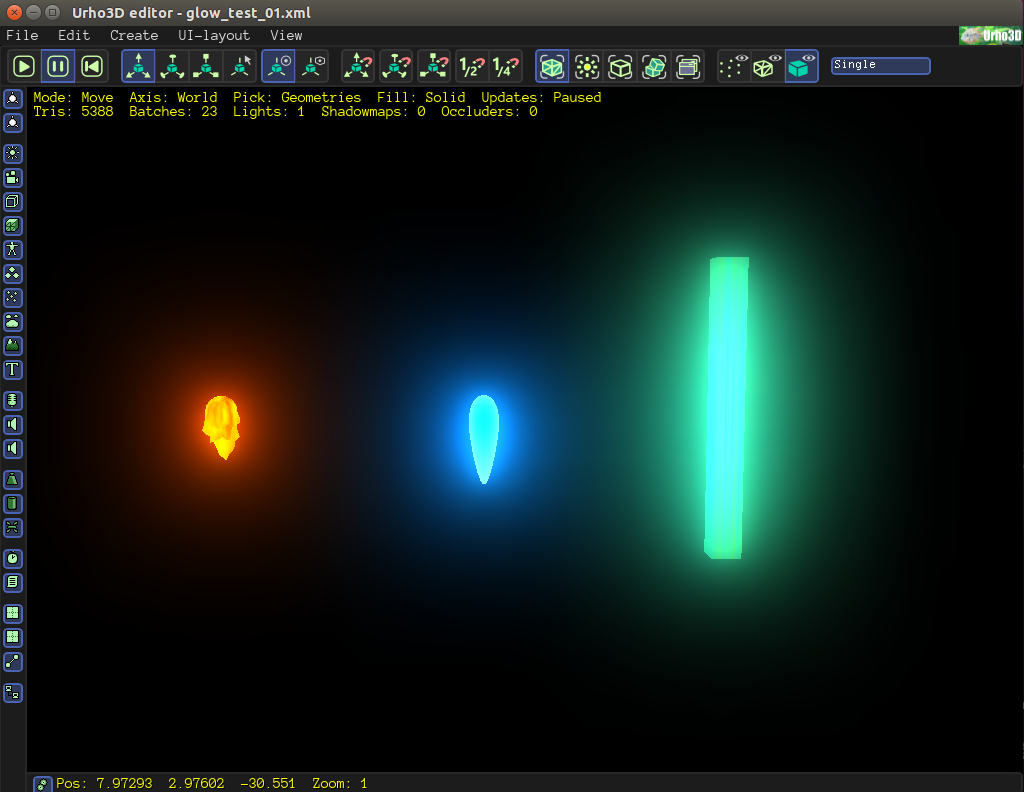 Urho3D editor - glow_test_01.xml
File Edit Create UI-layout View
Urho3D
1/2? 1/4?
Single
Mode: Move Axis: World Pick: Geometries Fill: Solid Updates: Paused
Tris: 5388 Batches: 23 Lights: 1 Shadowmaps: 0 Occluders: 0
T
Pos: 7.97293 2.97602 -30.551 Zoom: 1